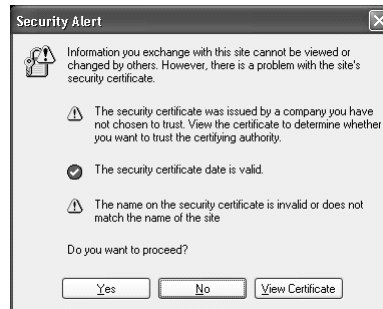 Security Alert
Information you exchange with this site cannot be viewed or
changed by others. However, there is a problem with the site's
security certificate.
The security certificate was issued by a company you have
not chosen to trust. View the certificate to determine whether
you want to trust the certifying authority.
The security certificate date is valid.
The name on the security certificate is invalid or does not
match the name of the site
Do you want to proceed?
Yes No View Certificate